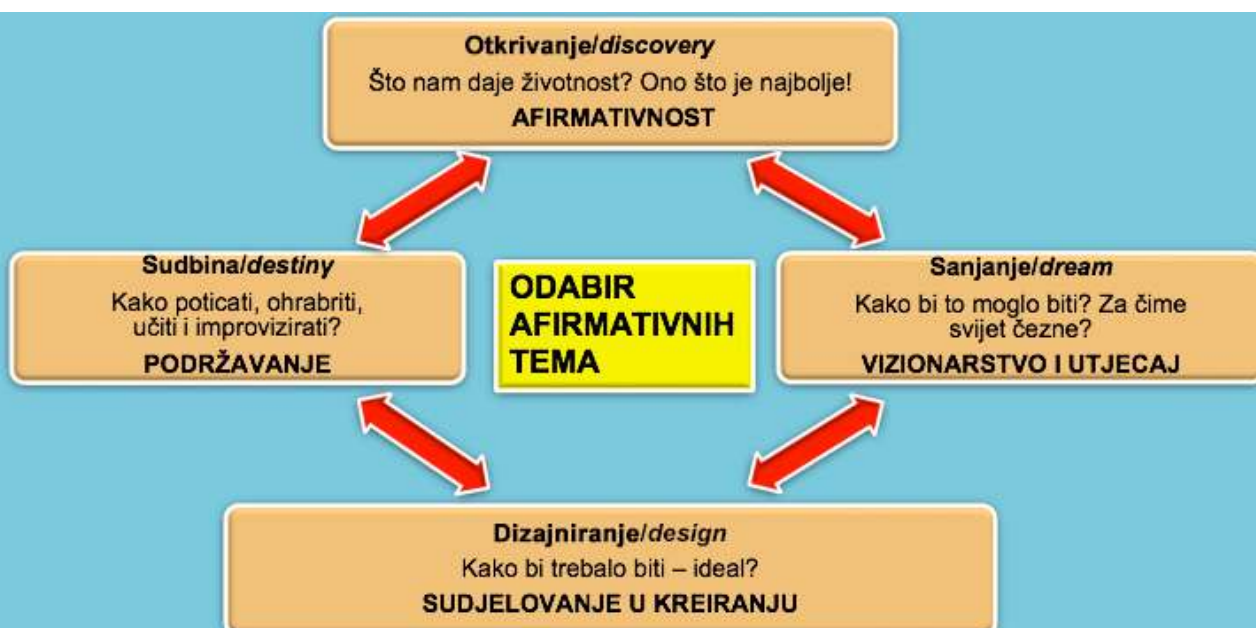 Otkrivanje/discovery
Što nam daje životnost? Ono što je najbolje!
AFIRMATIVNOST
Sudbina/destiny
Kako poticati, ohrabriti,
učiti i improvizirati?
PODRŽAVANJE
ODABIR
AFIRMATIVNIH
TEMA
Sanjanje/dream
Kako bi to moglo biti? Za čime
svijet čezne?
VIZIONARSTVO I UTJECAJ
Dizajniranje/design
Kako bi trebalo biti – ideal?
SUDJELOVANJE U KREIRANJU